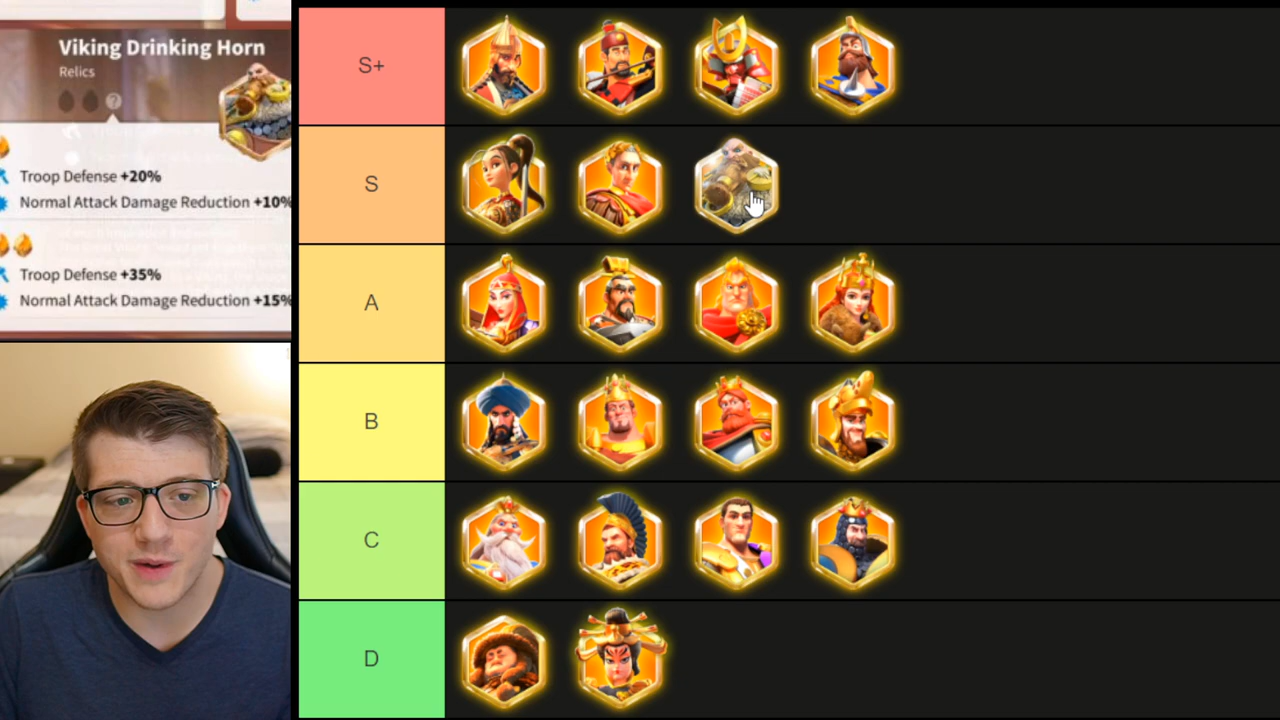 Viking Drinking Horn
Relics
?
Troop Defense +20%
Normal Attack Damage Reduction +10%
Troop Defense +35%
Normal Attack Damage Reduction +15%
S+
S
A
B
C
D